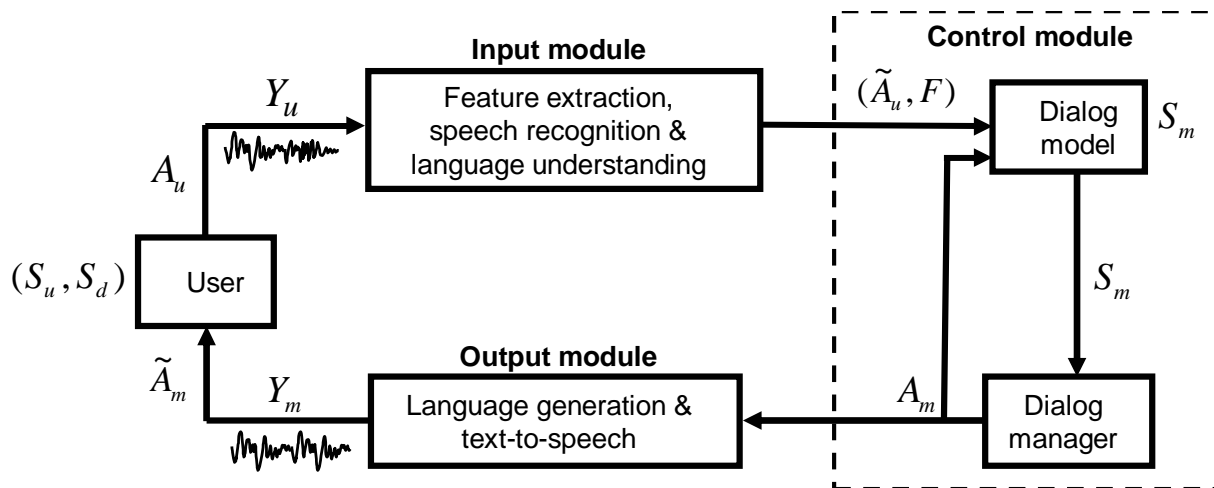 Input module
Control module
Y_u
Feature extraction,
speech recognition &
language understanding
(Ã_u, F)
Dialog
model
S_m
A_u
(S_u, S_d)
User
S_m
Output module
Ã_m
Y_m
Language generation &
text-to-speech
A_m
Dialog
manager